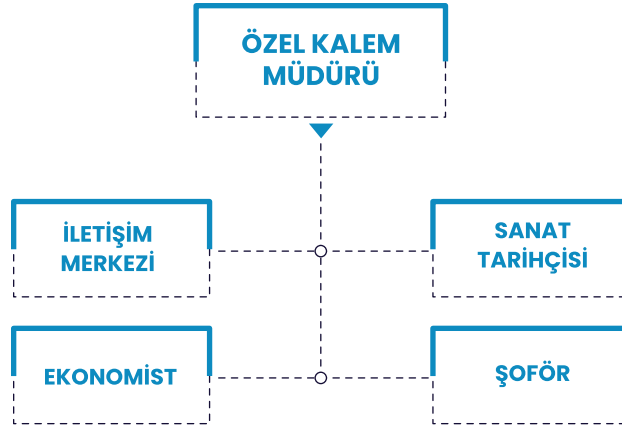 ÖZEL KALEM
MÜDÜRÜ
İLETİŞİM
MERKEZİ
SANAT
TARİHÇİSİ
EKONOMİST
ŞOFÖR